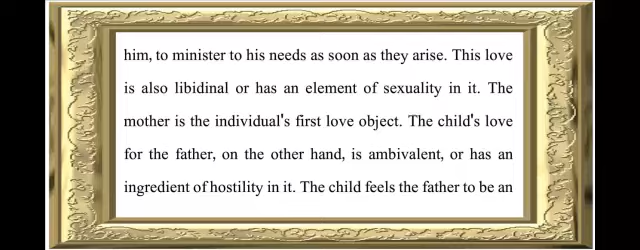 him, to minister to his needs as soon as they arise. This love
is also libidinal or has an element of sexuality in it. The
mother is the individual's first love object. The child's love
for the father, on the other hand, is ambivalent, or has an
ingredient of hostility in it. The child feels the father to be an